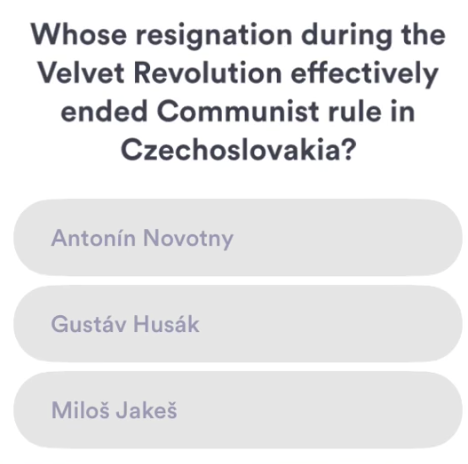 Whose resignation during the
Velvet Revolution effectively
ended Communist rule in
Czechoslovakia?
Antonín Novotny
Gustáv Husák
Miloš Jakeš